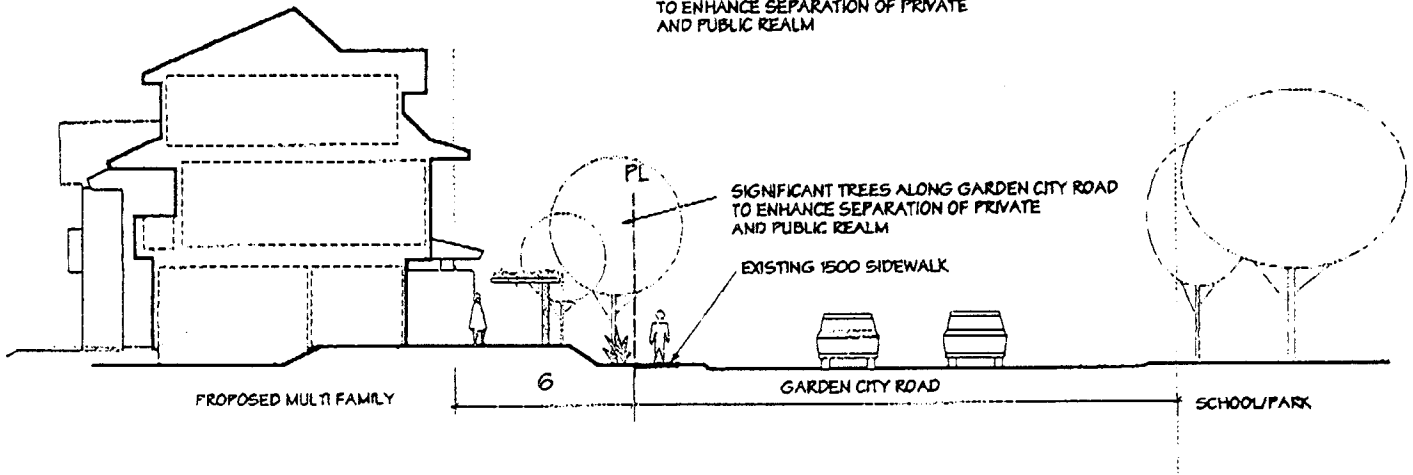 TO ENHANCE SEPARATION OF PRIVATE
AND PUBLIC REALM
PL
SIGNIFICANT TREES ALONG GARDEN CITY ROAD
TO ENHANCE SEPARATION OF PRIVATE
AND PUBLIC REALM
EXISTING 1500 SIDEWALK
6
GARDEN CITY ROAD
PROPOSED MULTI FAMILY
SCHOOL/PARK